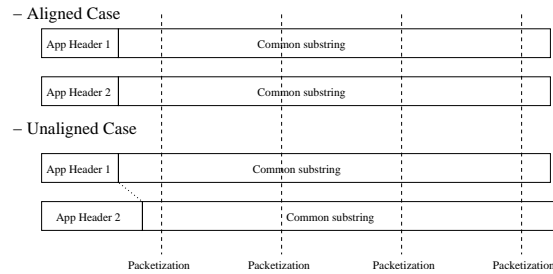 – Aligned Case
App Header 1 Common substring
App Header 2 Common substring
– Unaligned Case
App Header 1 Common substring
App Header 2 Common substring
Packetization Packetization Packetization Packetization